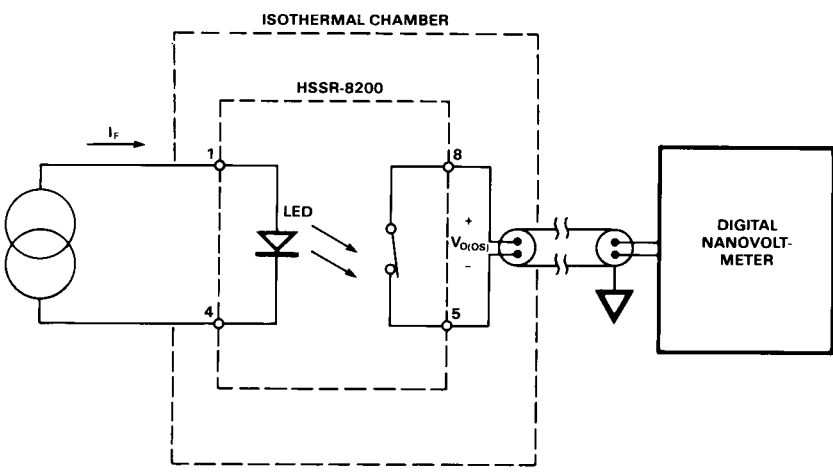 ISOTHERMAL CHAMBER
HSSR-8200
I_F
1
8
LED
+
V_O(OS)
–
4
5
DIGITAL
NANOVOLT-
METER